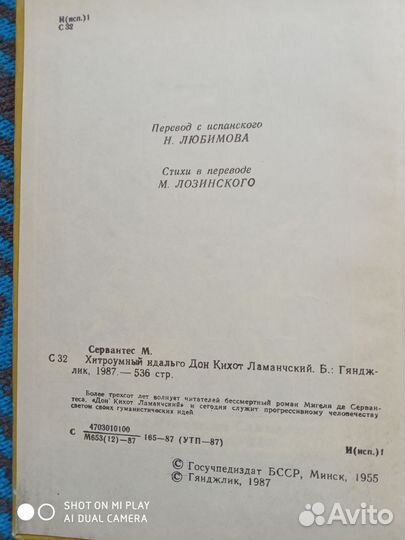 И(исп.)1
С 32
Перевод с испанского
Н. ЛЮБИМОВА
Стихи в переводе
М. ЛОЗИНСКОГО
Сервантес М.
С 32 Хитроумный идальго Дон Кихот Ламанчский. Б.: Гяндж-
лик, 1987.— 536 стр.
Более трехсот лет волнует читателей бессмертный роман Мигеля де Серван-
теса. «Дон Кихот Ламанчский» и сегодня служит прогрессивному человечеству
светом своих гуманистических идей.
С 4703010100
М653(12)—87 165-87 (УТП—87)
И(исп.)1
© Госучпедиздат БССР, Минск, 1955
© Гянджлик, 1987
SHOT ON MI PLAY
AI DUAL CAMERA
Avito